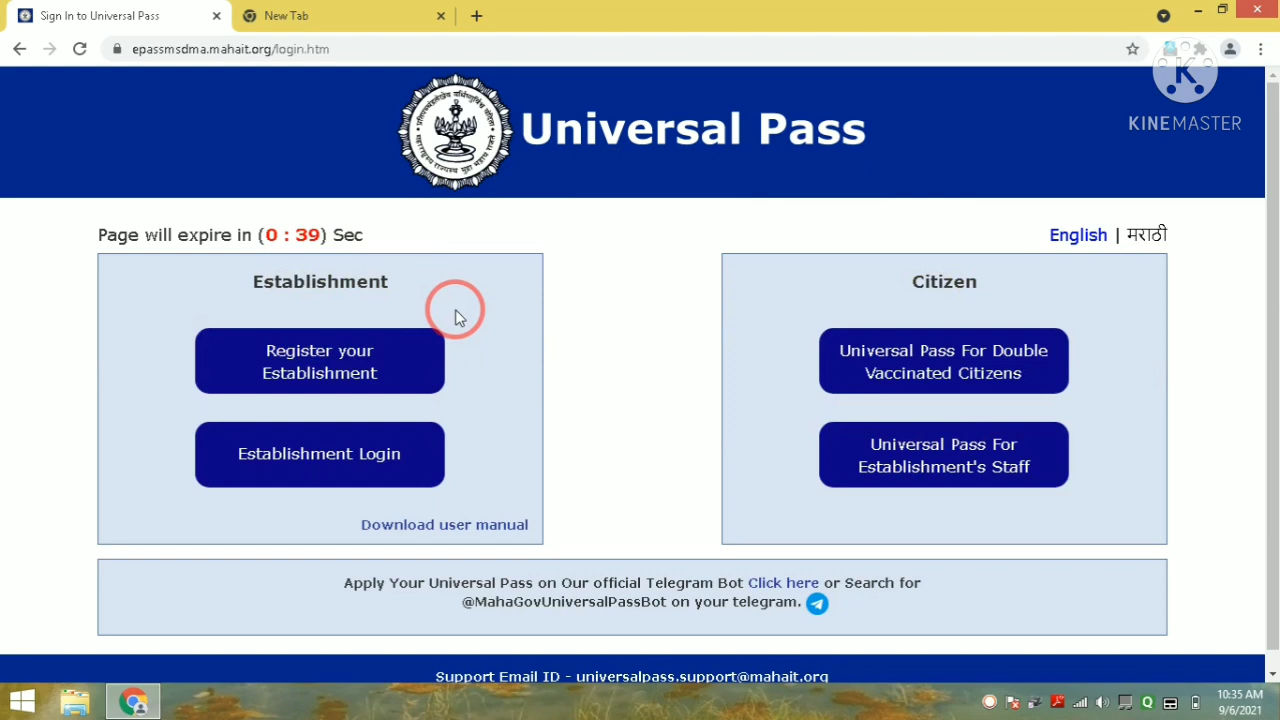 Sign In to Universal Pass
New Tab
epassmsdma.mahait.org/login.htm
K
KINEMASTER
Universal Pass
Page will expire in (0 : 39) Sec
English | मराठी
Establishment
Register your
Establishment
Establishment Login
Download user manual
Citizen
Universal Pass For Double
Vaccinated Citizens
Universal Pass For
Establishment's Staff
Apply Your Universal Pass on Our official Telegram Bot Click here or Search for
@MahaGovUniversalPassBot on your telegram.
Support Email ID - universalpass.support@mahait.org
10:35 AM
9/6/2021